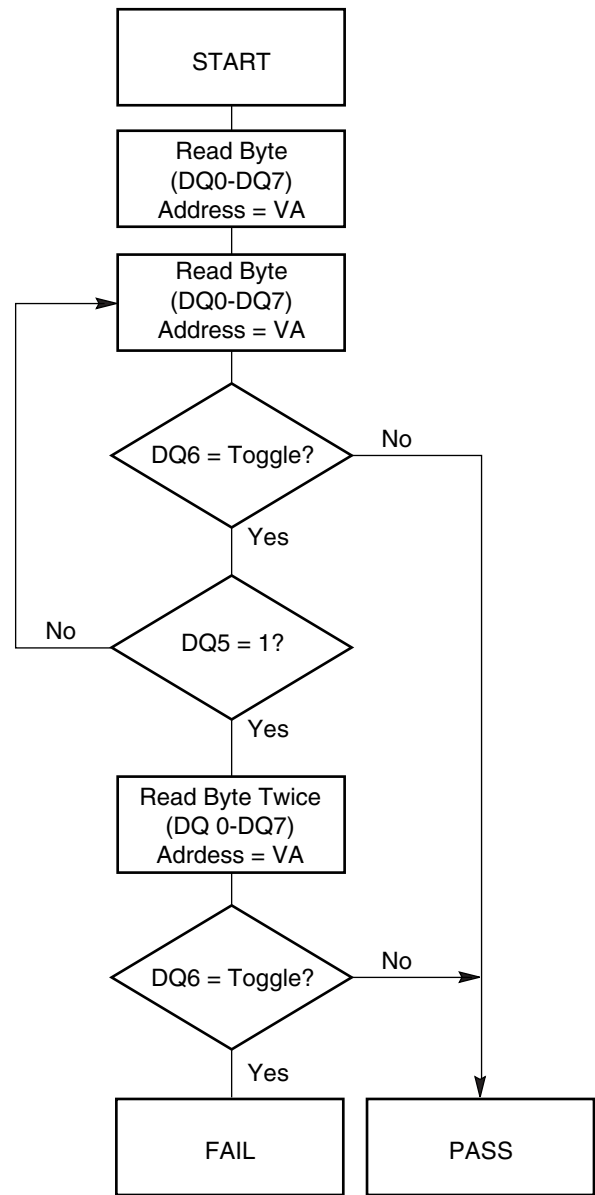 START
Read Byte
(DQ0-DQ7)
Address = VA
Read Byte
(DQ0-DQ7)
Address = VA
DQ6 = Toggle?
No
Yes
DQ5 = 1?
No
Yes
Read Byte Twice
(DQ 0-DQ7)
Adrdess = VA
DQ6 = Toggle?
No
Yes
FAIL
PASS